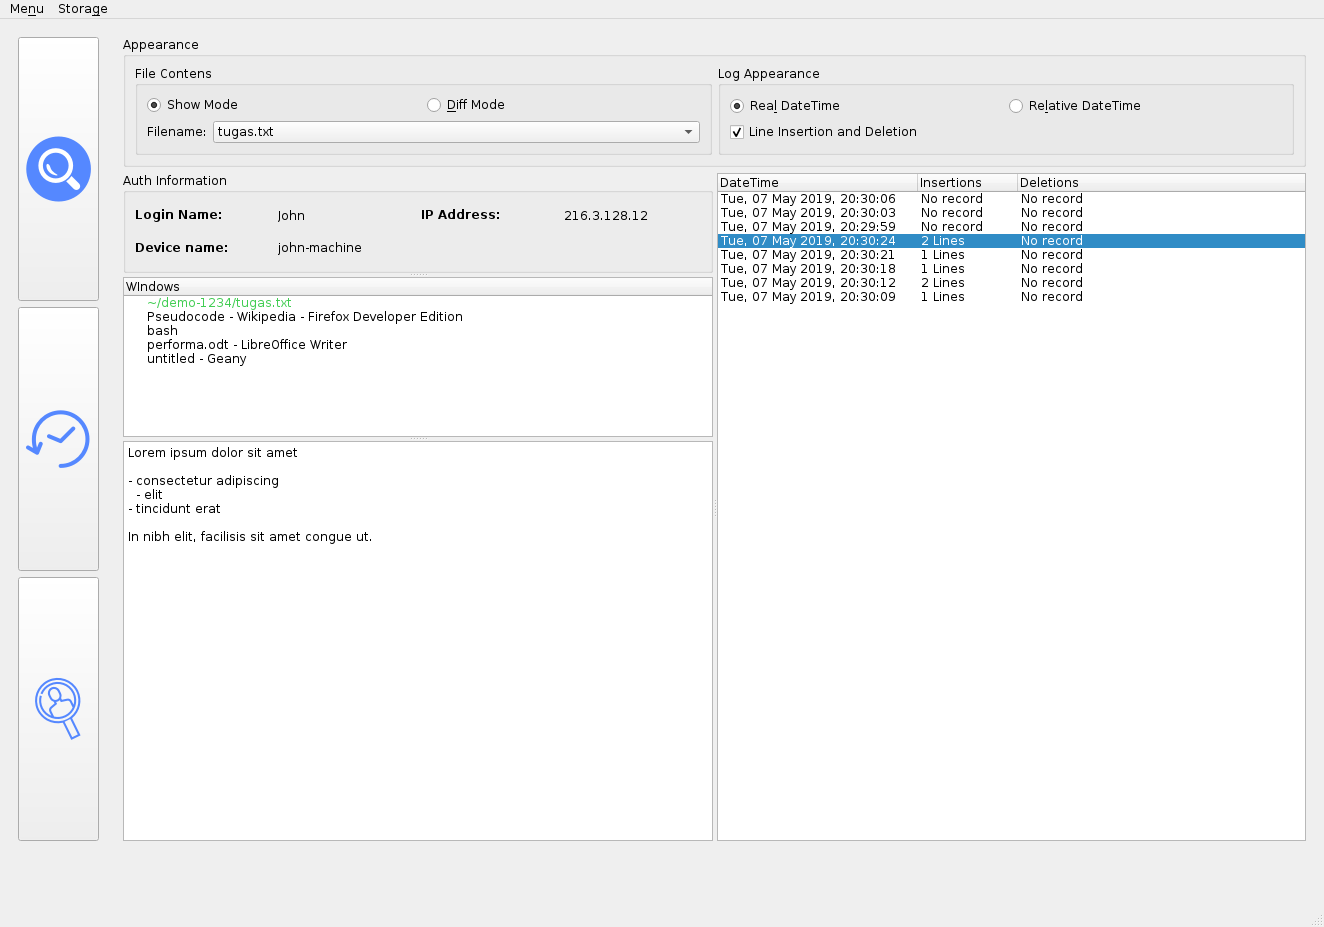 Menu Storage
Appearance
File Contens
Show Mode Diff Mode
Filename: tugas.txt
Log Appearance
Real DateTime Relative DateTime
Line Insertion and Deletion
Auth Information
Login Name: John IP Address: 216.3.128.12
Device name: john-machine
WIndows
~/demo-1234/tugas.txt
Pseudocode - Wikipedia - Firefox Developer Edition
bash
performa.odt - LibreOffice Writer
untitled - Geany
Lorem ipsum dolor sit amet
- consectetur adipiscing
- elit
- tincidunt erat
In nibh elit, facilisis sit amet congue ut.
DateTime Insertions Deletions
Tue, 07 May 2019, 20:30:06 No record No record
Tue, 07 May 2019, 20:30:03 No record No record
Tue, 07 May 2019, 20:29:59 No record No record
Tue, 07 May 2019, 20:30:24 2 Lines No record
Tue, 07 May 2019, 20:30:21 1 Lines No record
Tue, 07 May 2019, 20:30:18 1 Lines No record
Tue, 07 May 2019, 20:30:12 2 Lines No record
Tue, 07 May 2019, 20:30:09 1 Lines No record